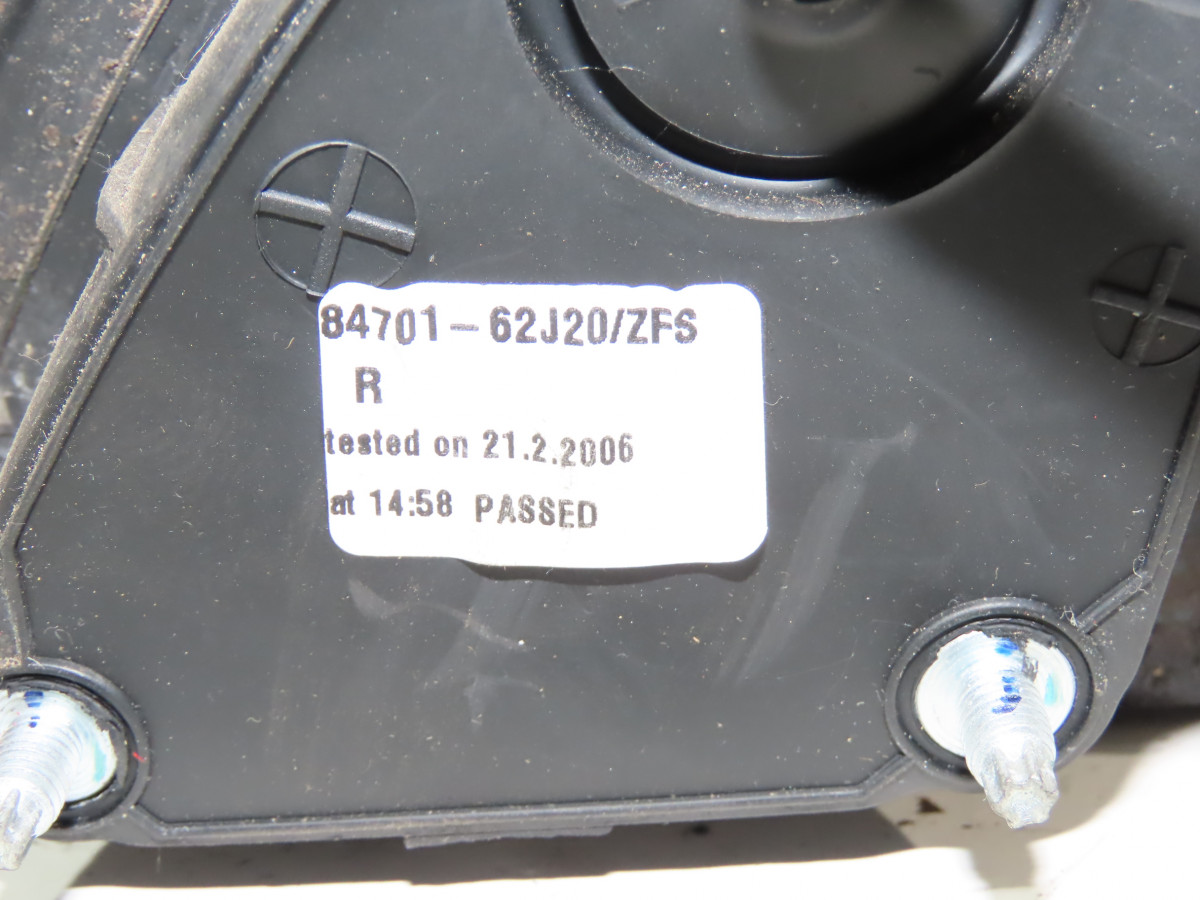 84701-62J20/ZFS
R
tested on 21.2.2006
at 14:58 PASSED